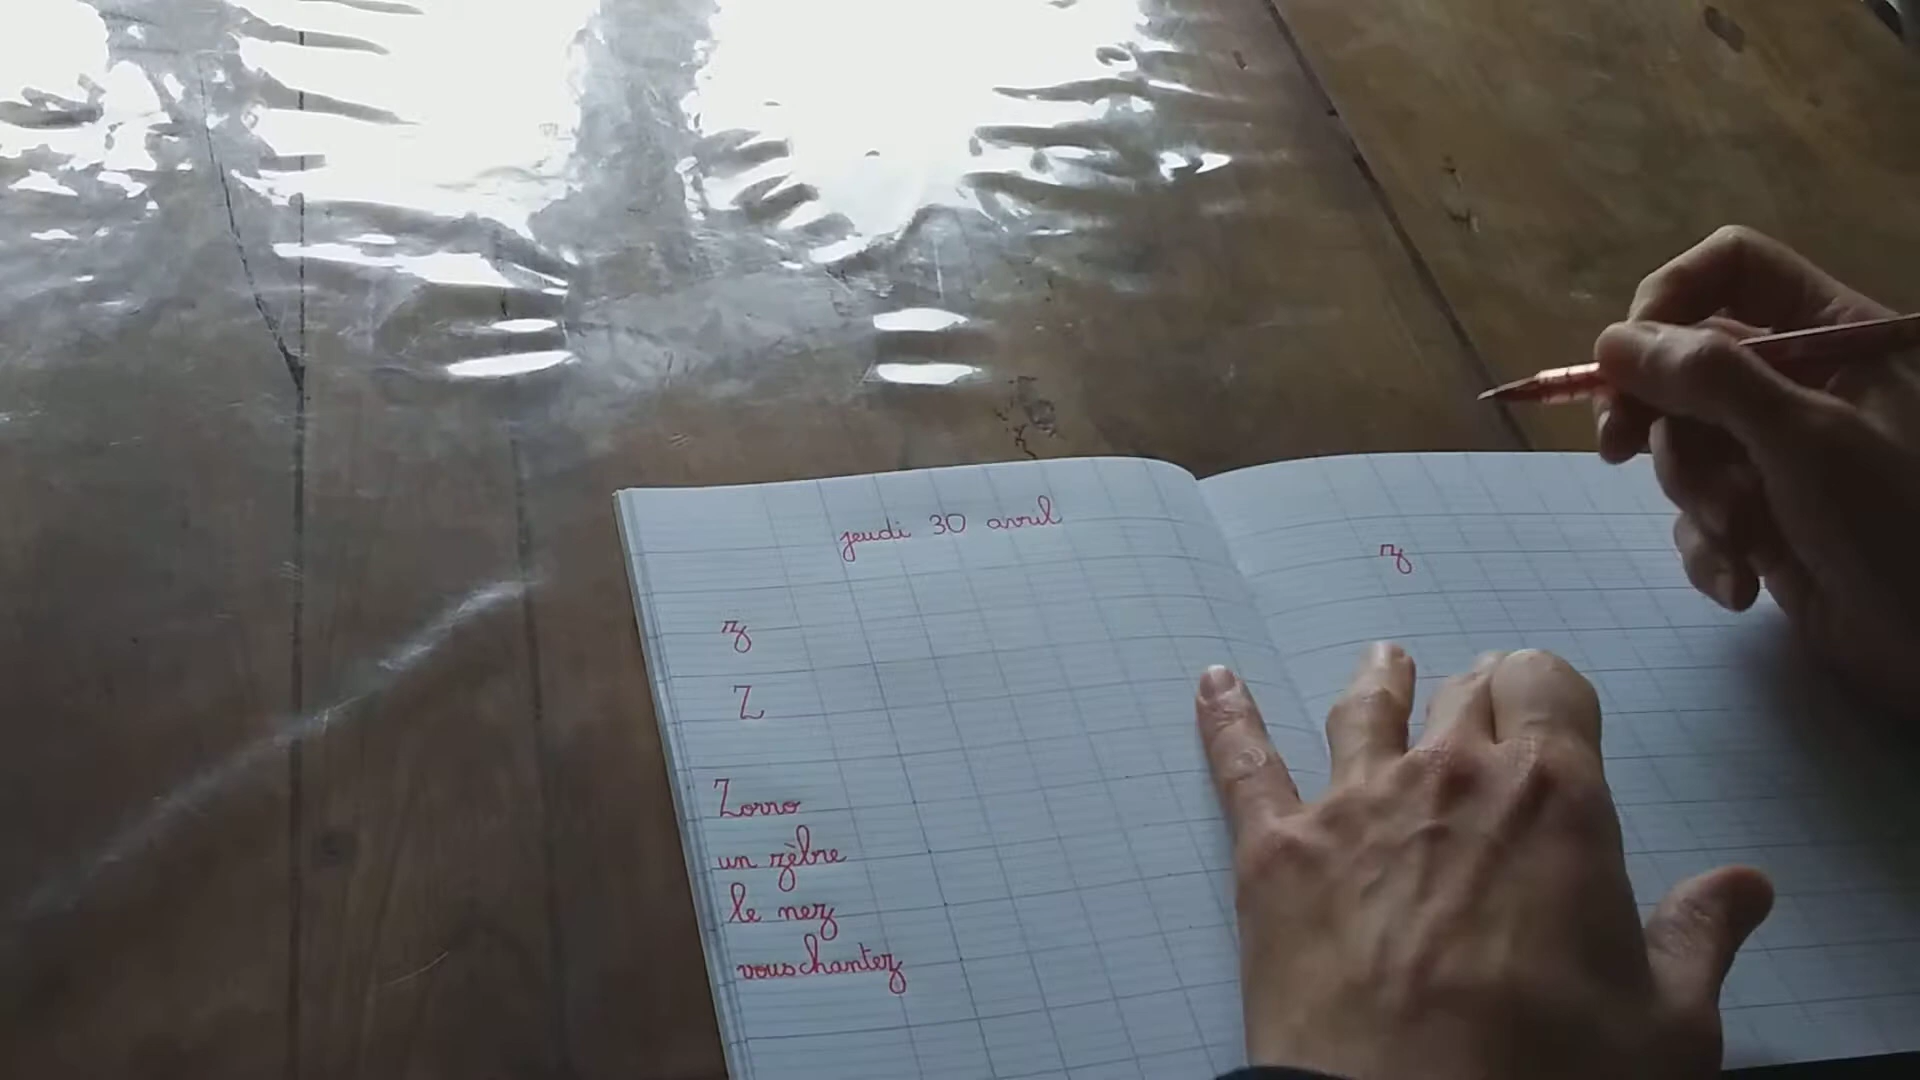 jeudi 30 avril
z
Z
Zorro
un zèbre
le nez
vous chantez
z